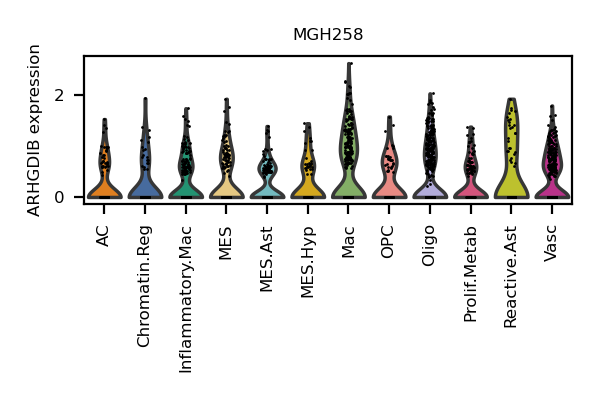 MGH258
ARHGDIB expression
2
0
AC
Chromatin.Reg
Inflammatory.Mac
MES
MES.Ast
MES.Hyp
Mac
OPC
Oligo
Prolif.Metab
Reactive.Ast
Vasc